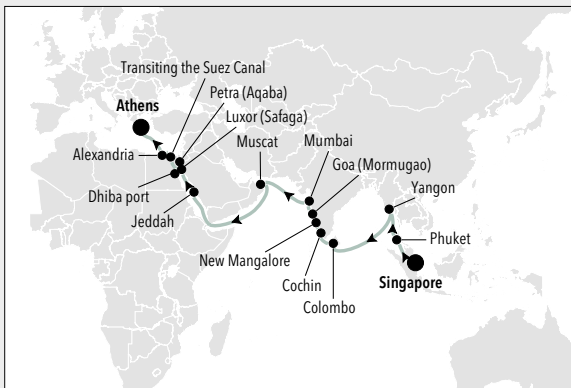 Transiting the Suez Canal
Petra (Aqaba)
Athens
Luxor (Safaga)
Muscat
Mumbai
Alexandria
Goa (Mormugao)
Yangon
Dhiba port
Jeddah
Phuket
New Mangalore
Cochin
Singapore
Colombo